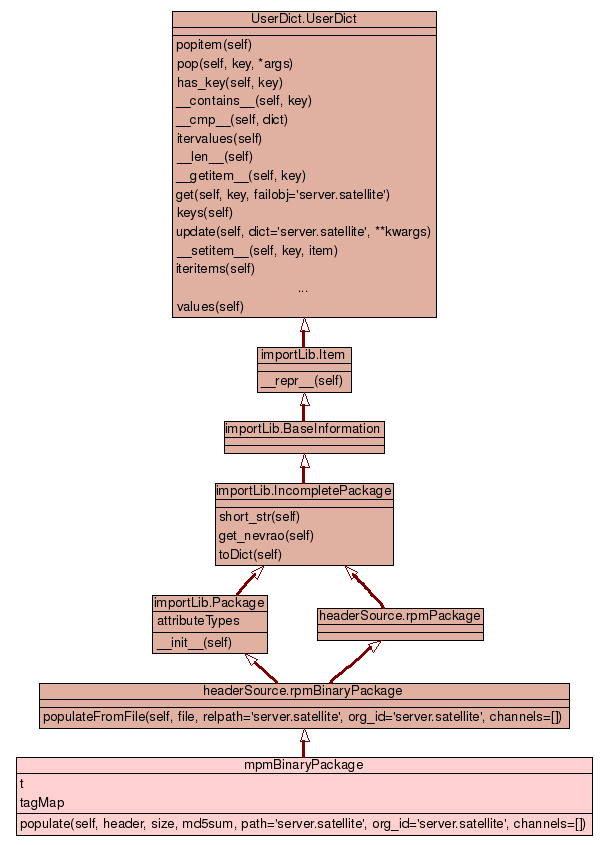 UserDict.UserDict
popitem(self)
pop(self, key, *args)
has_key(self, key)
__contains__(self, key)
__cmp__(self, dict)
itervalues(self)
__len__(self)
__getitem__(self, key)
get(self, key, failobj='server.satellite')
keys(self)
update(self, dict='server.satellite', **kwargs)
__setitem__(self, key, item)
iteritems(self)
...
values(self)
importLib.Item
__repr__(self)
importLib.BaseInformation
importLib.IncompletePackage
short_str(self)
get_nevrao(self)
toDict(self)
importLib.Package
attributeTypes
__init__(self)
headerSource.rpmPackage
headerSource.rpmBinaryPackage
populateFromFile(self, file, relpath='server.satellite', org_id='server.satellite', channels=[])
mpmBinaryPackage
t
tagMap
populate(self, header, size, md5sum, path='server.satellite', org_id='server.satellite', channels=[])